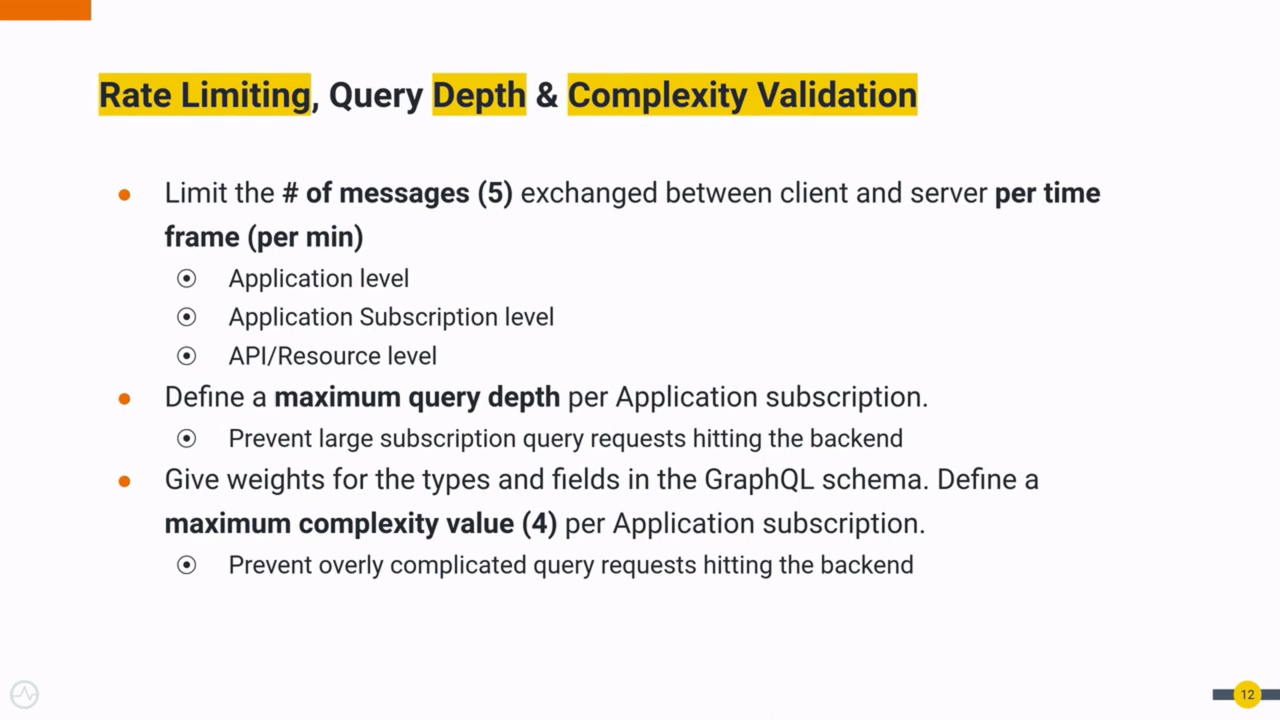 Rate Limiting, Query Depth & Complexity Validation
Limit the # of messages (5) exchanged between client and server per time
frame (per min)
Application level
Application Subscription level
API/Resource level
Define a maximum query depth per Application subscription.
Prevent large subscription query requests hitting the backend
Give weights for the types and fields in the GraphQL schema. Define a
maximum complexity value (4) per Application subscription.
Prevent overly complicated query requests hitting the backend
12